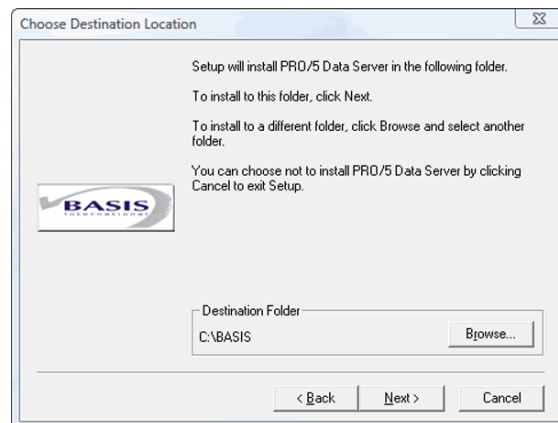 Choose Destination Location
Setup will install PRO/5 Data Server in the following folder.
To install to this folder, click Next.
To install to a different folder, click Browse and select another
folder.
You can choose not to install PRO/5 Data Server by clicking
Cancel to exit Setup.
BASIS
International
Destination Folder
C:\BASIS
Browse...
< Back
Next >
Cancel